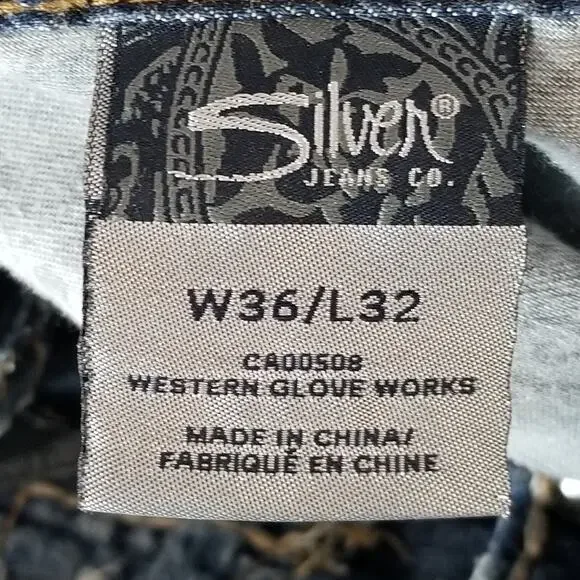 Silver®
JEANS CO.
W36/L32
CA00508
WESTERN GLOVE WORKS
MADE IN CHINA/
FABRIQUÉ EN CHINE